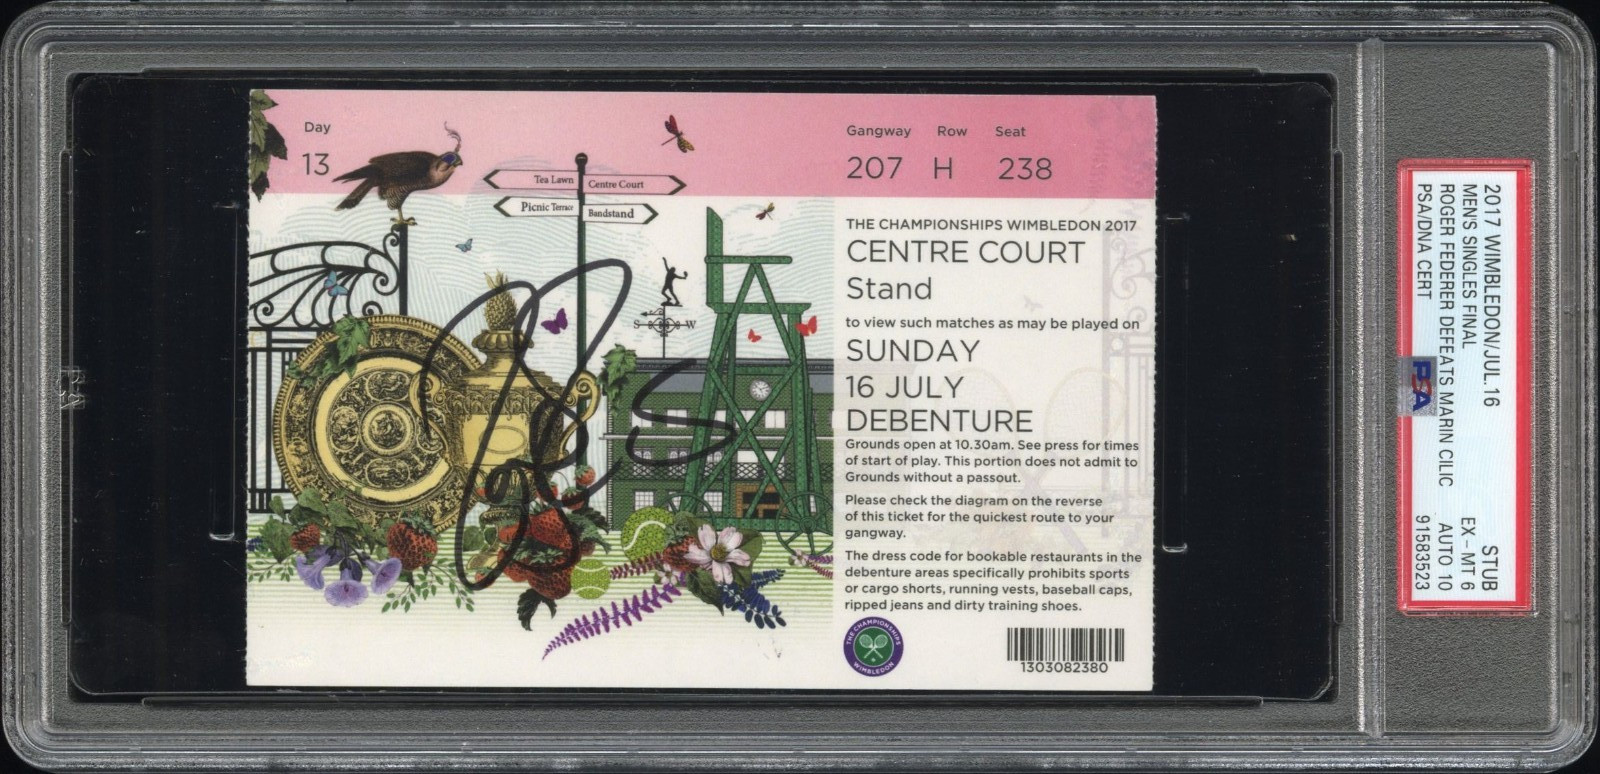 Day
13
Gangway Row Seat
207 H 238
Tea Lawn
Centre Court
Picnic Terrace
Bandstand
S W
THE CHAMPIONSHIPS WIMBLEDON 2017
CENTRE COURT
Stand
to view such matches as may be played on
SUNDAY
16 JULY
DEBENTURE
Grounds open at 10.30am. See press for times
of start of play. This portion does not admit to
Grounds without a passout.
Please check the diagram on the reverse
of this ticket for the quickest route to your
gangway.
The dress code for bookable restaurants in the
debenture areas specifically prohibits sports
or cargo shorts, running vests, baseball caps,
ripped jeans and dirty training shoes.
THE CHAMPIONSHIPS
WIMBLEDON
1303082380
2017 WIMBLEDON/JUL.16 STUB
MEN'S SINGLES FINAL EX-MT 6
ROGER FEDERER DEFEATS MARIN CILIC AUTO 10
PSA/DNA CERT 91583523
PSA